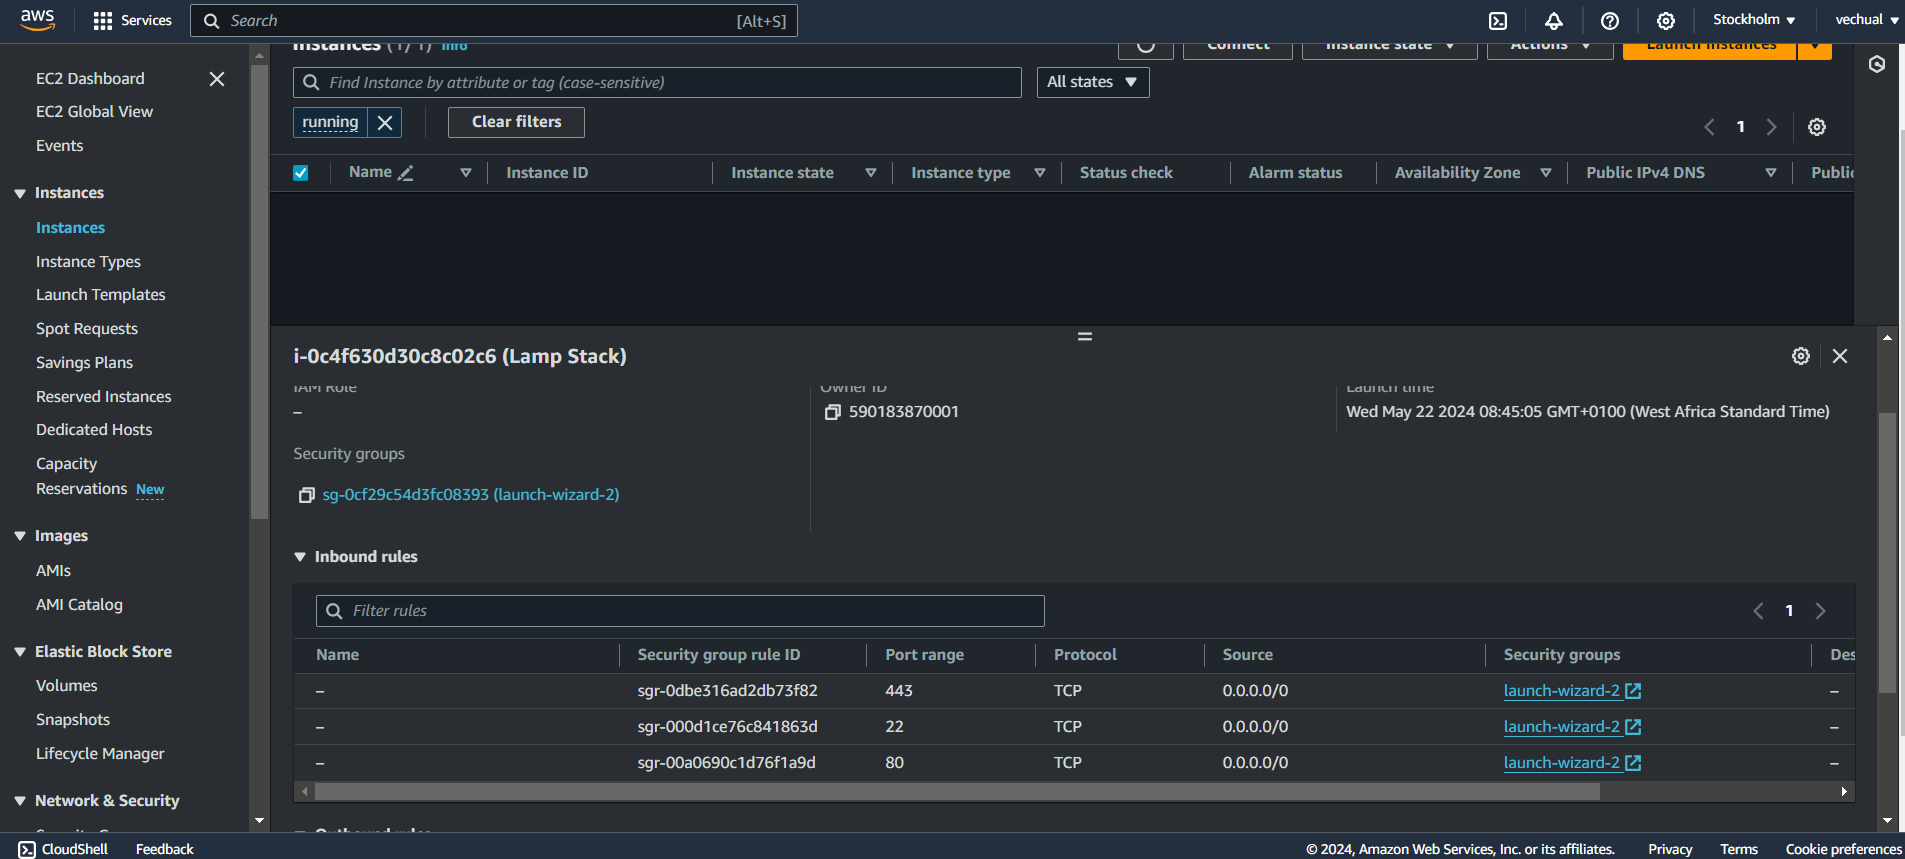 aws
Services
Search
[Alt+S]
Stockholm
vechual
EC2 Dashboard
EC2 Global View
Events
Instances
Instances
Instance Types
Launch Templates
Spot Requests
Savings Plans
Reserved Instances
Dedicated Hosts
Capacity
Reservations New
Images
AMIs
AMI Catalog
Elastic Block Store
Volumes
Snapshots
Lifecycle Manager
Network & Security
Instances (1/1) Info
Connect
Instance state
Actions
Launch instances
Find Instance by attribute or tag (case-sensitive)
All states
running
Clear filters
1
Name
Instance ID
Instance state
Instance type
Status check
Alarm status
Availability Zone
Public IPv4 DNS
Public
i-0c4f630d30c8c02c6 (Lamp Stack)
IAM Role
–
Owner ID
590183870001
Launch time
Wed May 22 2024 08:45:05 GMT+0100 (West Africa Standard Time)
Security groups
sg-0cf29c54d3fc08393 (launch-wizard-2)
Inbound rules
Filter rules
1
Name Security group rule ID Port range Protocol Source Security groups Des
– sgr-0dbe316ad2db73f82 443 TCP 0.0.0.0/0 launch-wizard-2 –
– sgr-000d1ce76c841863d 22 TCP 0.0.0.0/0 launch-wizard-2 –
– sgr-00a0690c1d76f1a9d 80 TCP 0.0.0.0/0 launch-wizard-2 –
Outbound rules
CloudShell
Feedback
© 2024, Amazon Web Services, Inc. or its affiliates.
Privacy
Terms
Cookie preferences